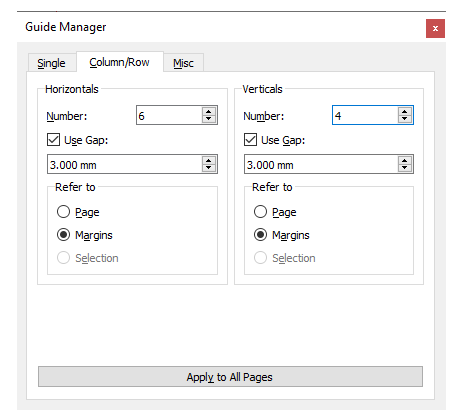 Guide Manager
x
Single Column/Row Misc
Horizontals Verticals
Number: 6 Number: 4
Use Gap: Use Gap:
3.000 mm 3.000 mm
Refer to Refer to
Page Page
Margins Margins
Selection Selection
Apply to All Pages